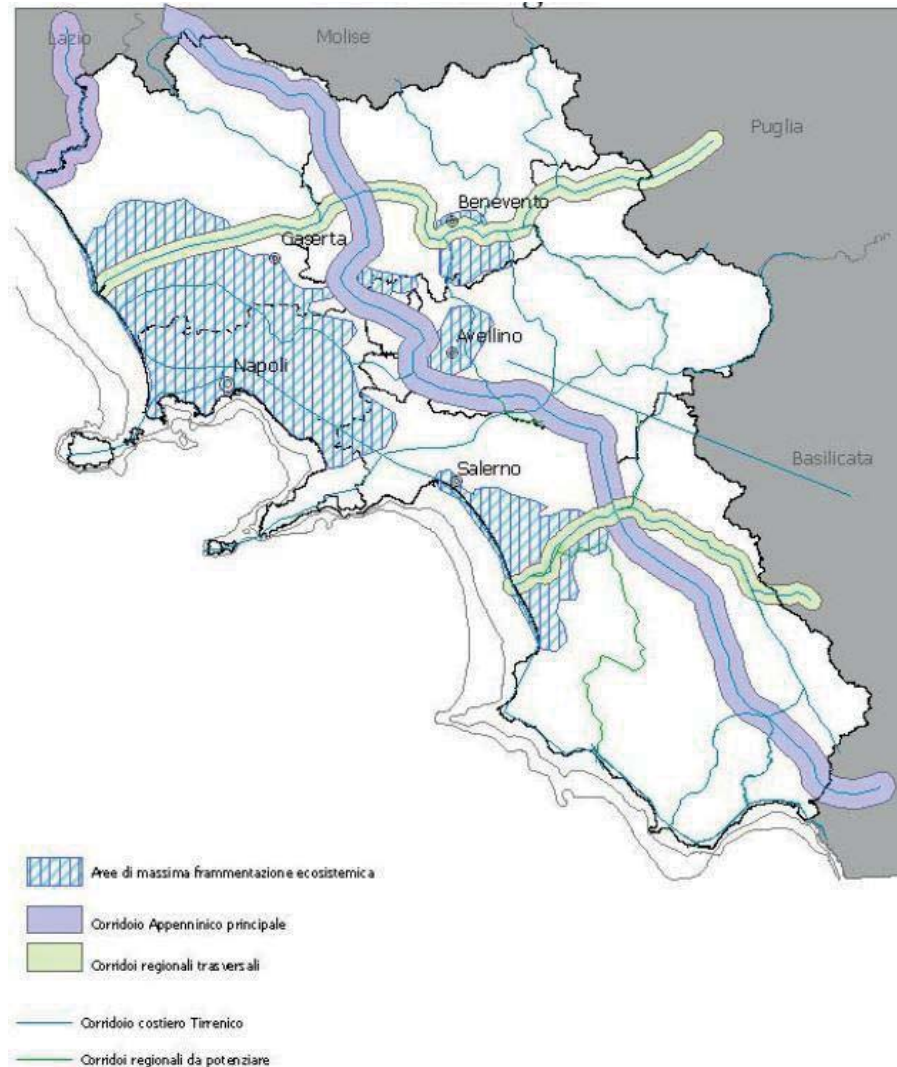 Lazio
Molise
Puglia
Benevento
Gaserta
Avellino
Napoli
Salerno
Basilicata
Aree di massima frammentazione ecosistemica
Corridoio Appenninico principale
Corridoi regionali trasversali
Corridoio costiero Tirrenico
Corridoi regionali da potenziare